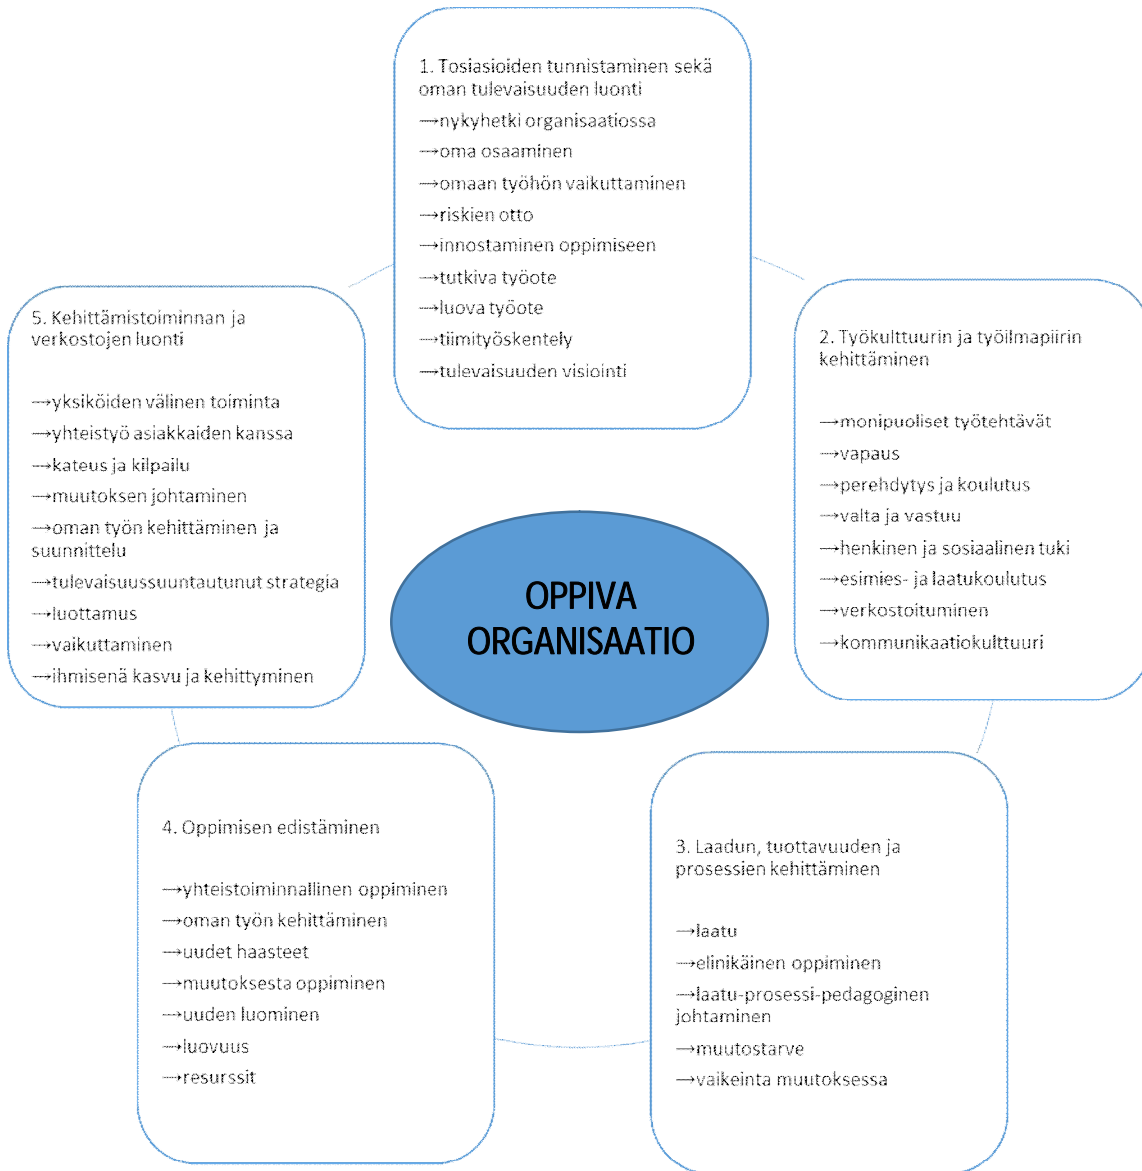 1. Tosiasioiden tunnistaminen sekä
oman tulevaisuuden luonti
→nykyhetki organisaatiossa
→oma osaaminen
→omaan työhön vaikuttaminen
→riskien otto
→innostaminen oppimiseen
→tutkiva työote
→luova työote
→tiimityöskentely
→tulevaisuuden visiointi
2. Työkulttuurin ja työilmapiirin
kehittäminen
→monipuoliset työtehtävät
→vapaus
→perehdytys ja koulutus
→valta ja vastuu
→henkinen ja sosiaalinen tuki
→esimies- ja laatukoulutus
→verkostoituminen
→kommunikaatiokulttuuri
3. Laadun, tuottavuuden ja
prosessien kehittäminen
→laatu
→elinikäinen oppiminen
→laatu-prosessi-pedagoginen
johtaminen
→muutostarve
→vaikeinta muutoksessa
4. Oppimisen edistäminen
→yhteistoiminnallinen oppiminen
→oman työn kehittäminen
→uudet haasteet
→muutoksesta oppiminen
→uuden luominen
→luovuus
→resurssit
5. Kehittämistoiminnan ja
verkostojen luonti
→yksiköiden välinen toiminta
→yhteistyö asiakkaiden kanssa
→kateus ja kilpailu
→muutoksen johtaminen
→oman työn kehittäminen ja
suunnittelu
→tulevaisuussuuntautunut strategia
→luottamus
→vaikuttaminen
→ihmisenä kasvu ja kehittyminen
OPPIVA
ORGANISAATIO